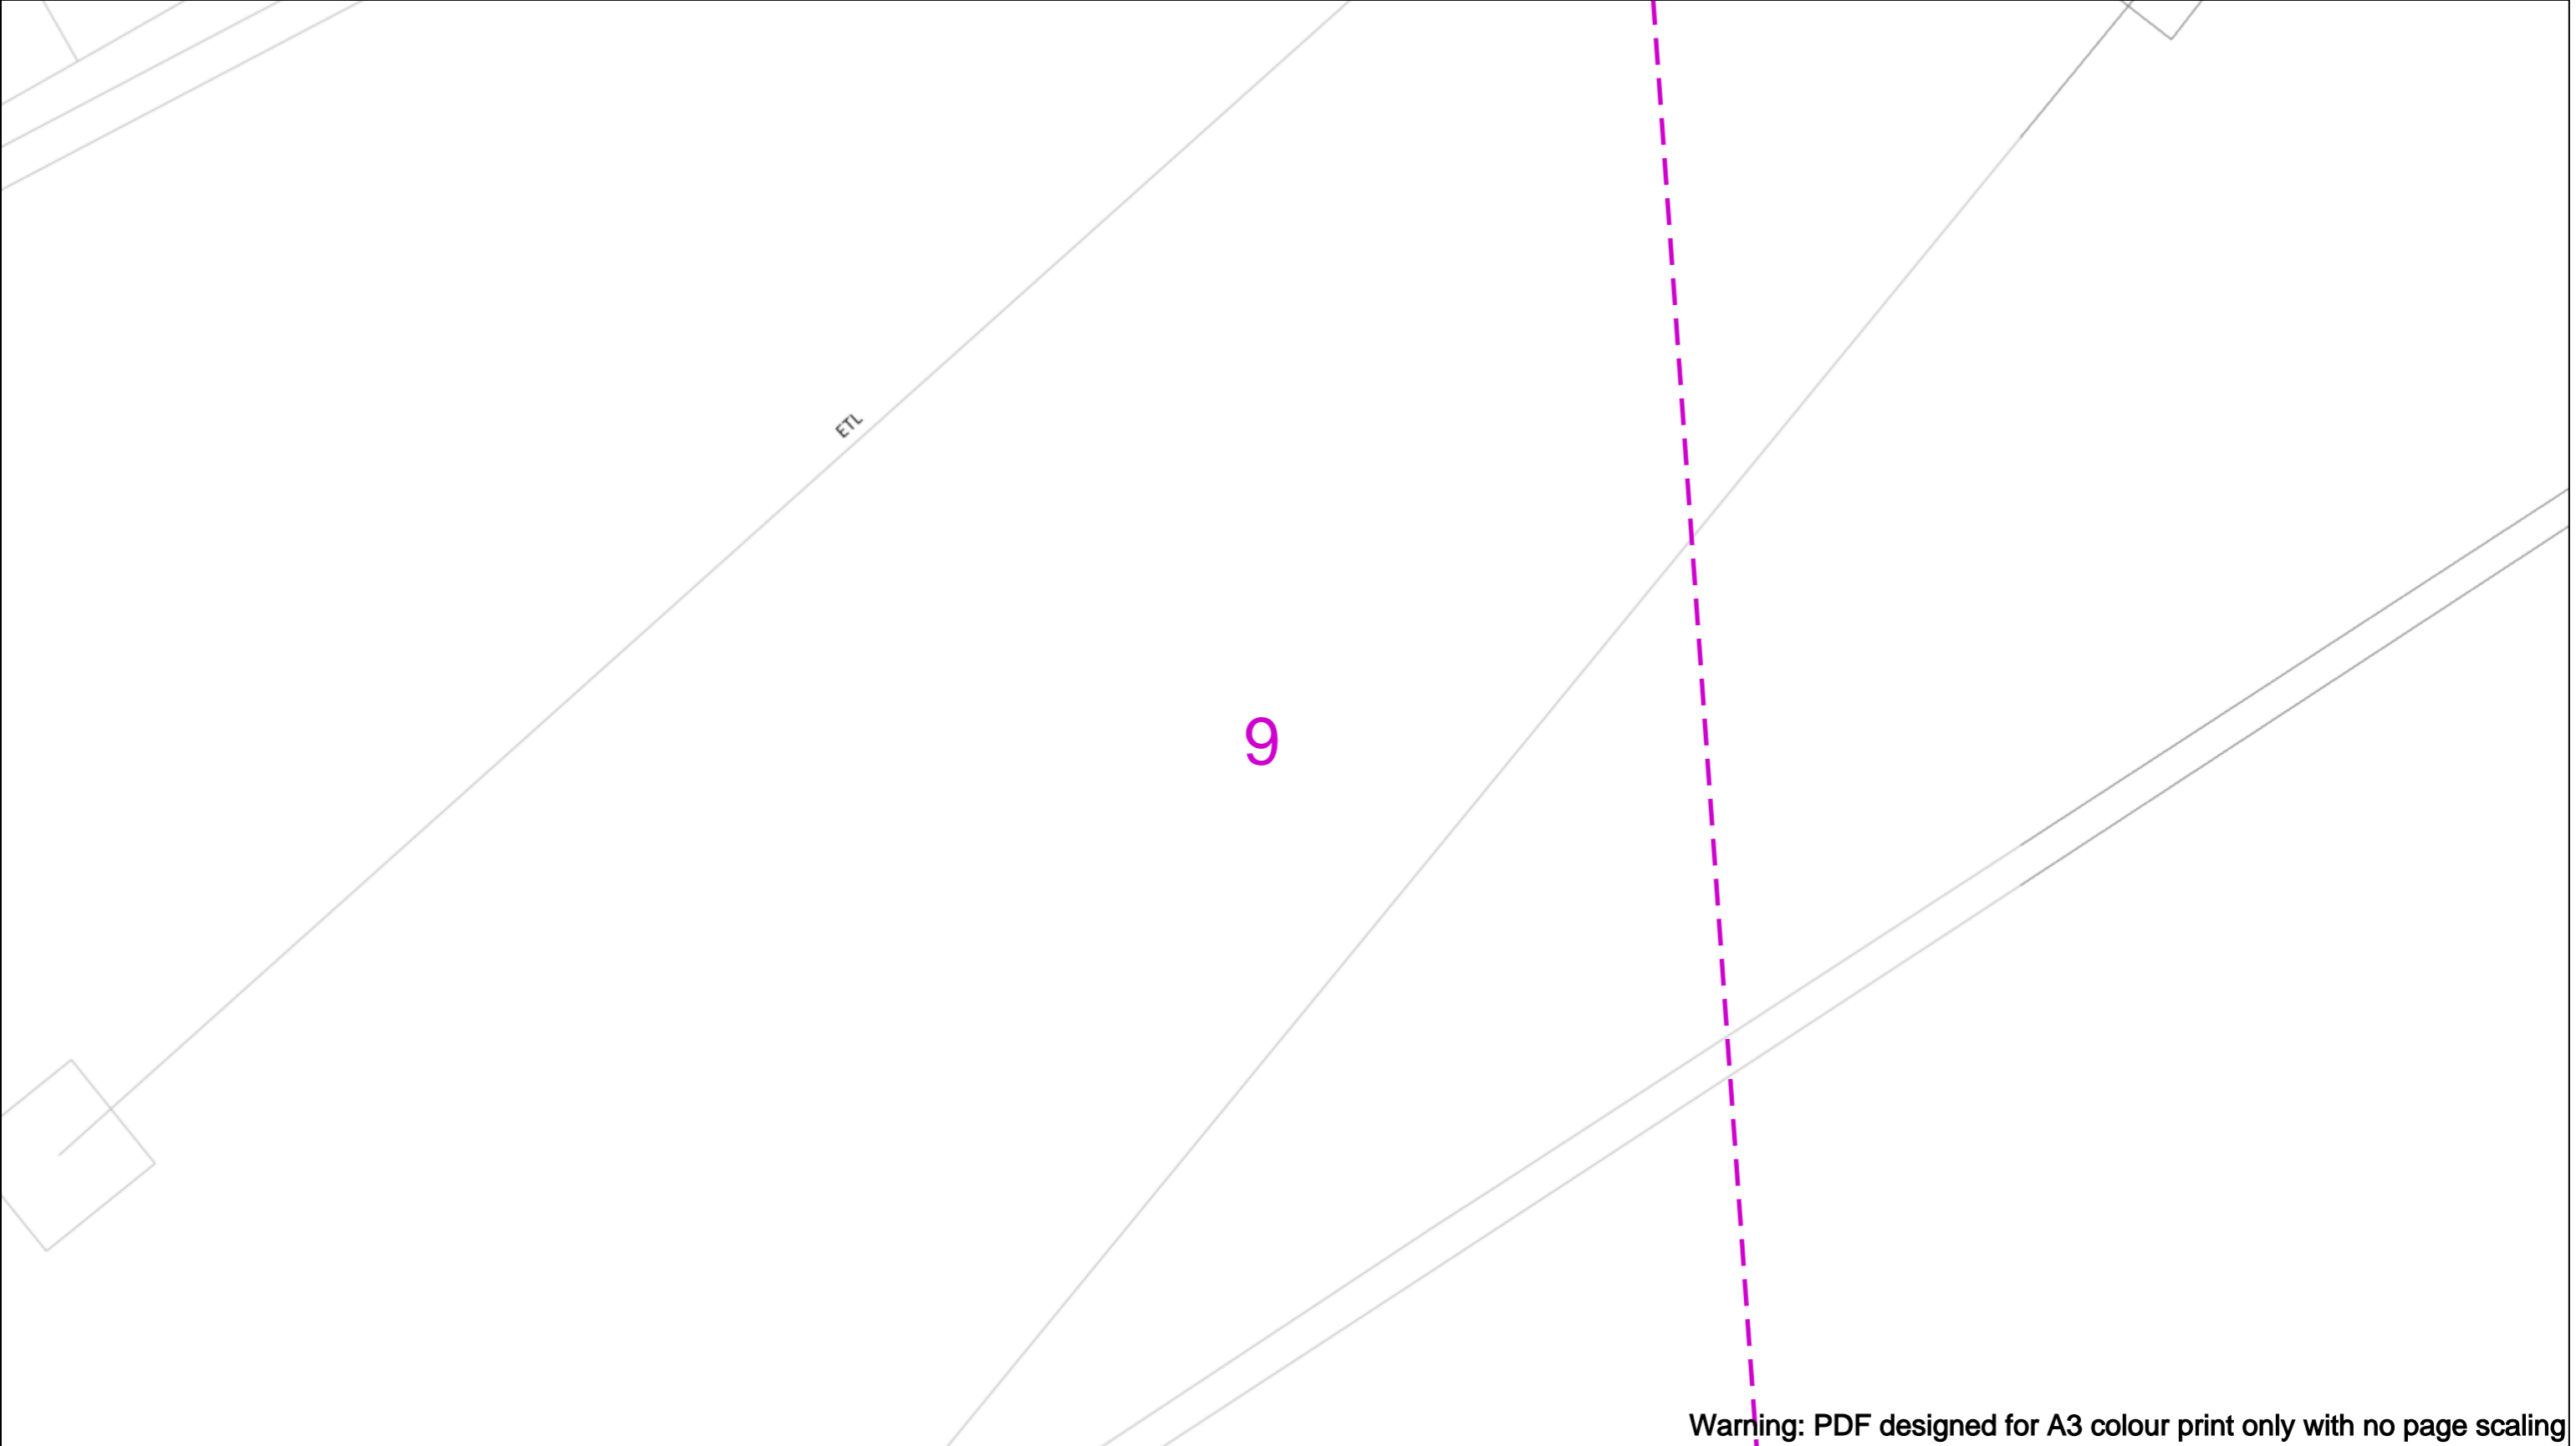 ETL
9
Warning: PDF designed for A3 colour print only with no page scaling